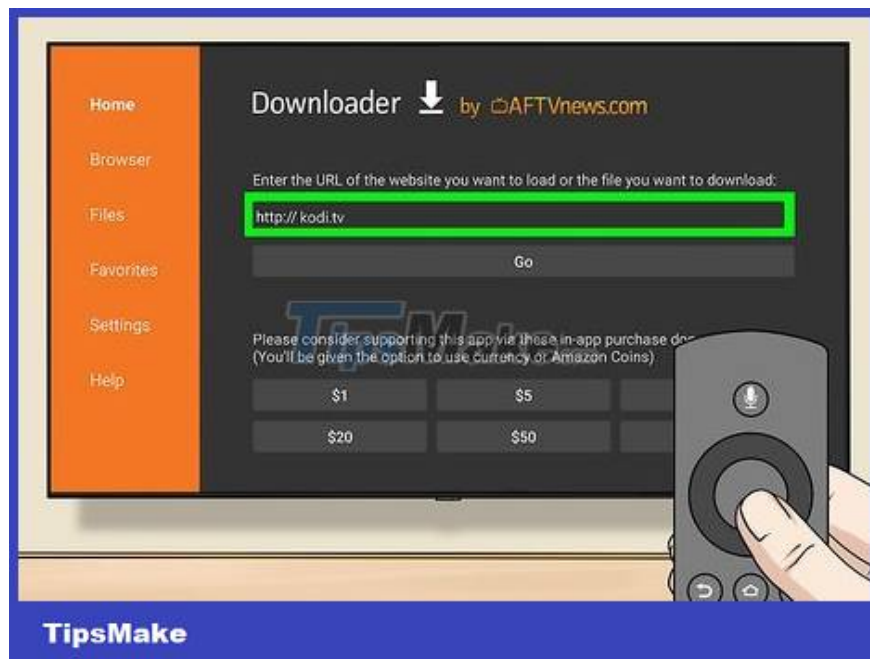 Home
Browser
Files
Favorites
Settings
Help
Downloader by AFTVnews.com
Enter the URL of the website you want to load or the file you want to download:
http:// kodi.tv
Go
TipsMake
Please consider supporting this app via these in-app purchase
(You'll be given the option to use currency or Amazon Coins)
$1
$5
$20
$50
TipsMake